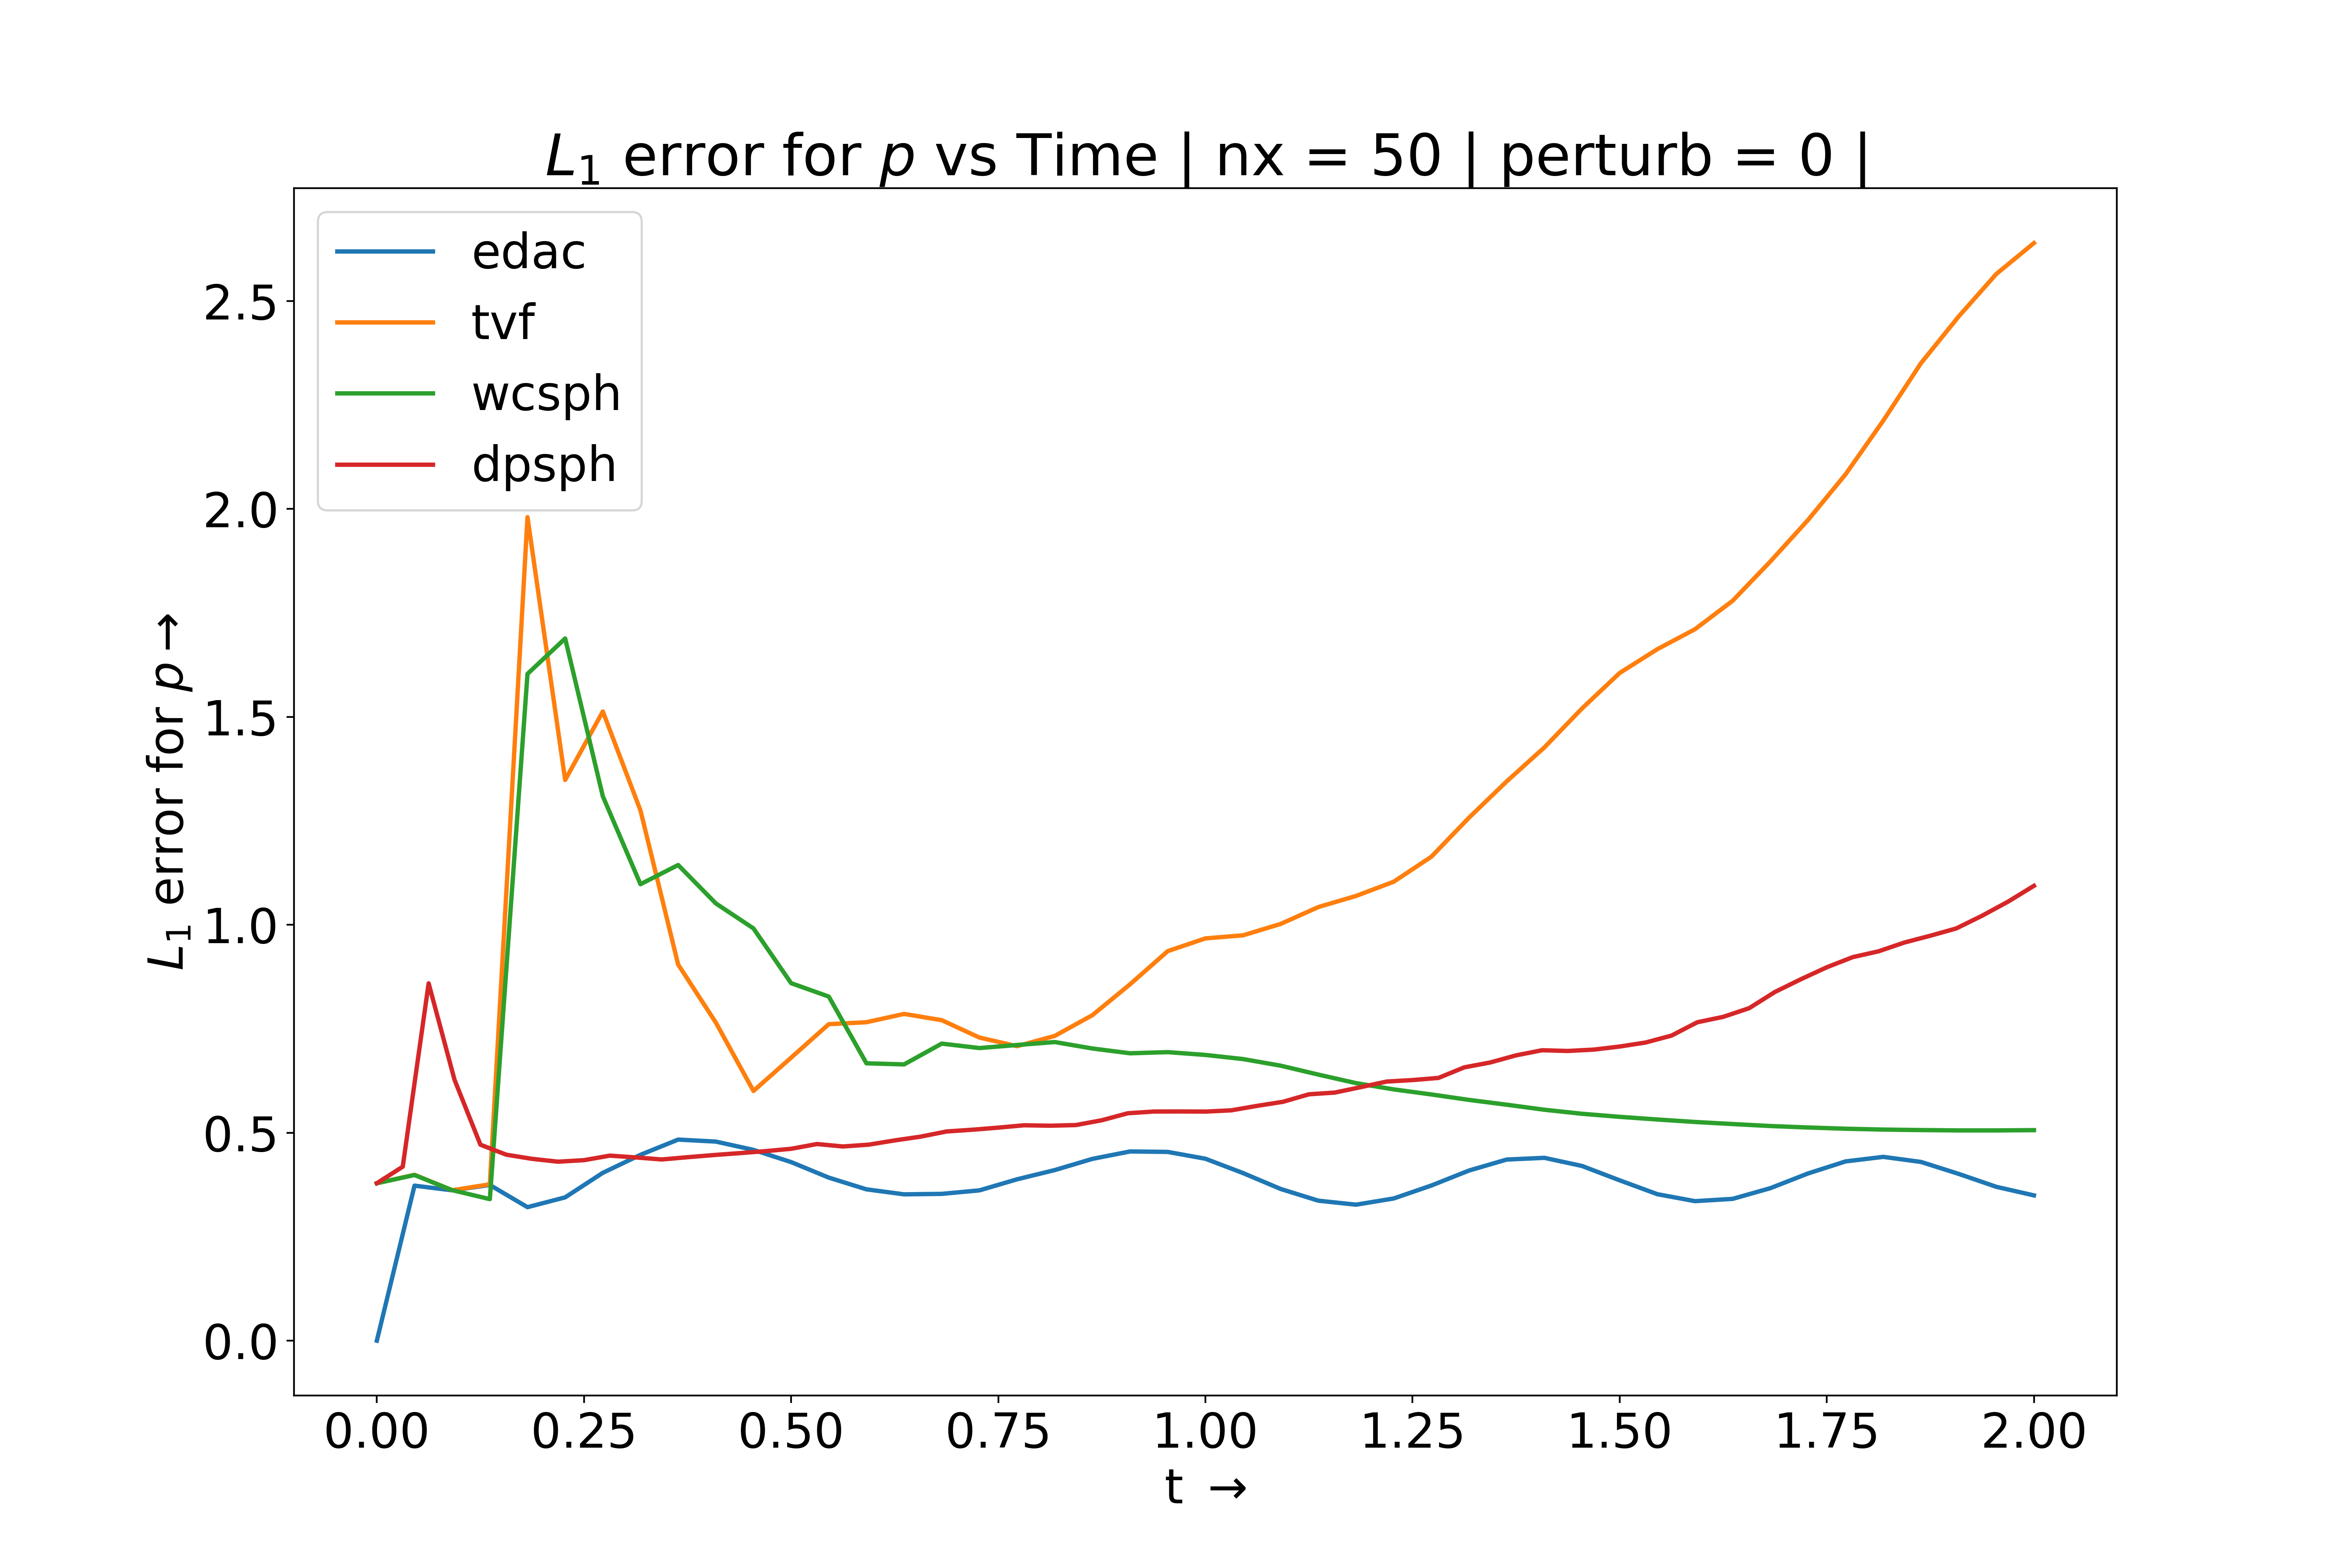 L₁ error for p vs Time | nx = 50 | perturb = 0 |
edac
tvf
wcsph
dpsph
L₁ error for p→
2.5
2.0
1.5
1.0
0.5
0.0
0.00 0.25 0.50 0.75 1.00 1.25 1.50 1.75 2.00
t →